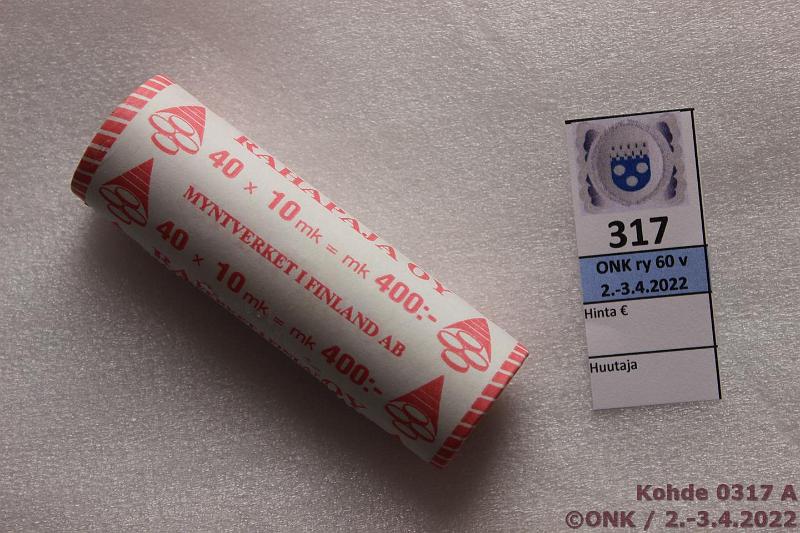 RAHAPAJA OY
40 x 10 mk = mk 400:-
MYNTVERKET I FINLAND AB
40 x 10 mk = mk 400:-
317
ONK ry 60 v
2.-3.4.2022
Hinta €
Huutaja
Kohde 0317 A
©ONK / 2.-3.4.2022